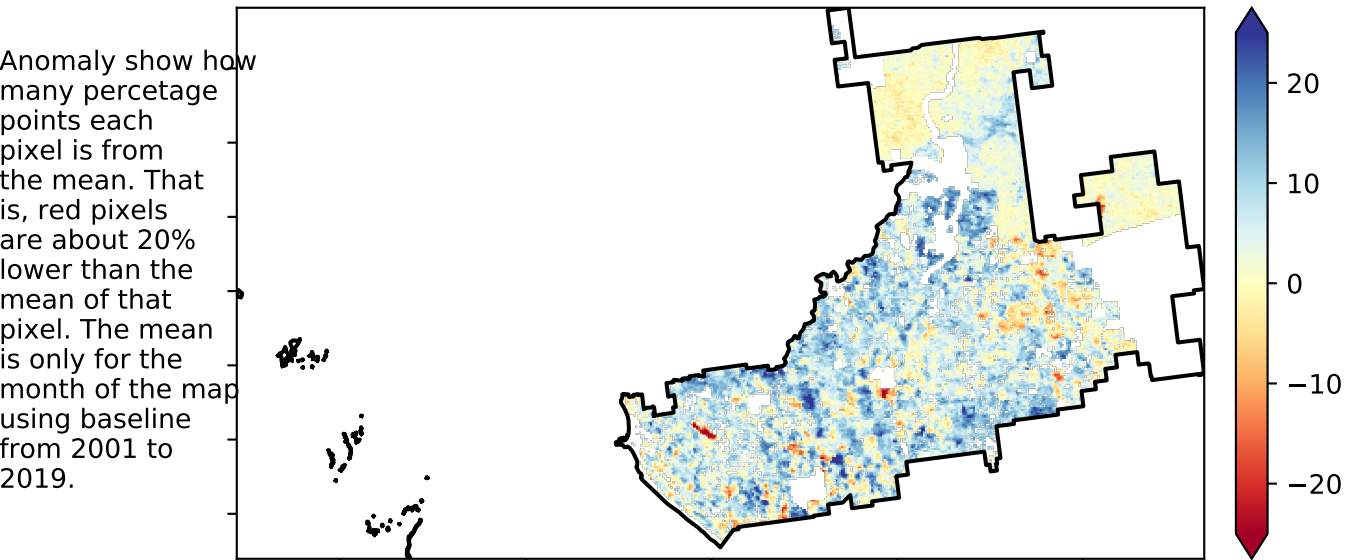 Anomaly show how
many percetage
points each
pixel is from
the mean. That
is, red pixels
are about 20%
lower than the
mean of that
pixel. The mean
is only for the
month of the map
using baseline
from 2001 to
2019.
20
10
0
−10
−20